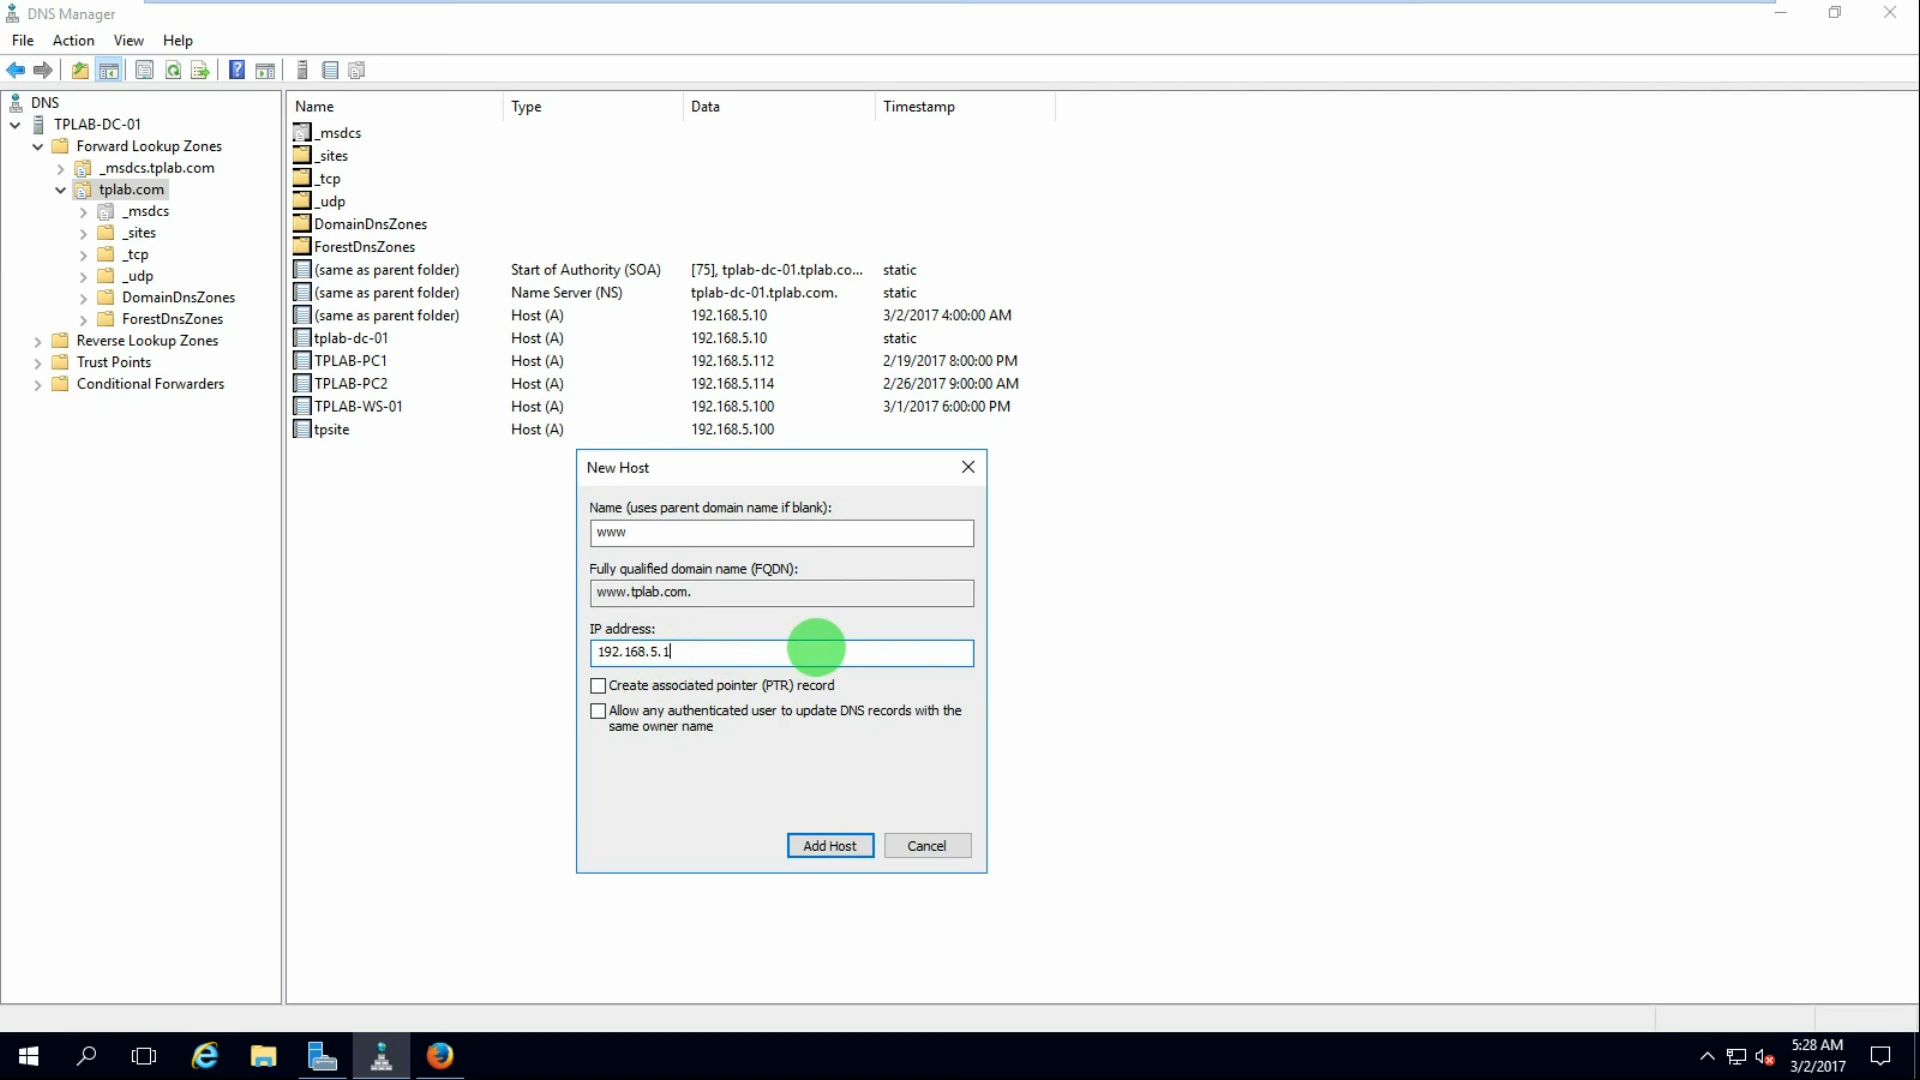 DNS Manager
File Action View Help
DNS
TPLAB-DC-01
Forward Lookup Zones
_msdcs.tplab.com
tplab.com
_msdcs
_sites
_tcp
_udp
DomainDnsZones
ForestDnsZones
Reverse Lookup Zones
Trust Points
Conditional Forwarders
Name Type Data Timestamp
_msdcs
_sites
_tcp
_udp
DomainDnsZones
ForestDnsZones
(same as parent folder) Start of Authority (SOA) [75], tplab-dc-01.tplab.co... static
(same as parent folder) Name Server (NS) tplab-dc-01.tplab.com. static
(same as parent folder) Host (A) 192.168.5.10 3/2/2017 4:00:00 AM
tplab-dc-01 Host (A) 192.168.5.10 static
TPLAB-PC1 Host (A) 192.168.5.112 2/19/2017 8:00:00 PM
TPLAB-PC2 Host (A) 192.168.5.114 2/26/2017 9:00:00 AM
TPLAB-WS-01 Host (A) 192.168.5.100 3/1/2017 6:00:00 PM
tpsite Host (A) 192.168.5.100
New Host
Name (uses parent domain name if blank):
www
Fully qualified domain name (FQDN):
www.tplab.com.
IP address:
192.168.5.1
Create associated pointer (PTR) record
Allow any authenticated user to update DNS records with the
same owner name
Add Host Cancel
5:28 AM
3/2/2017